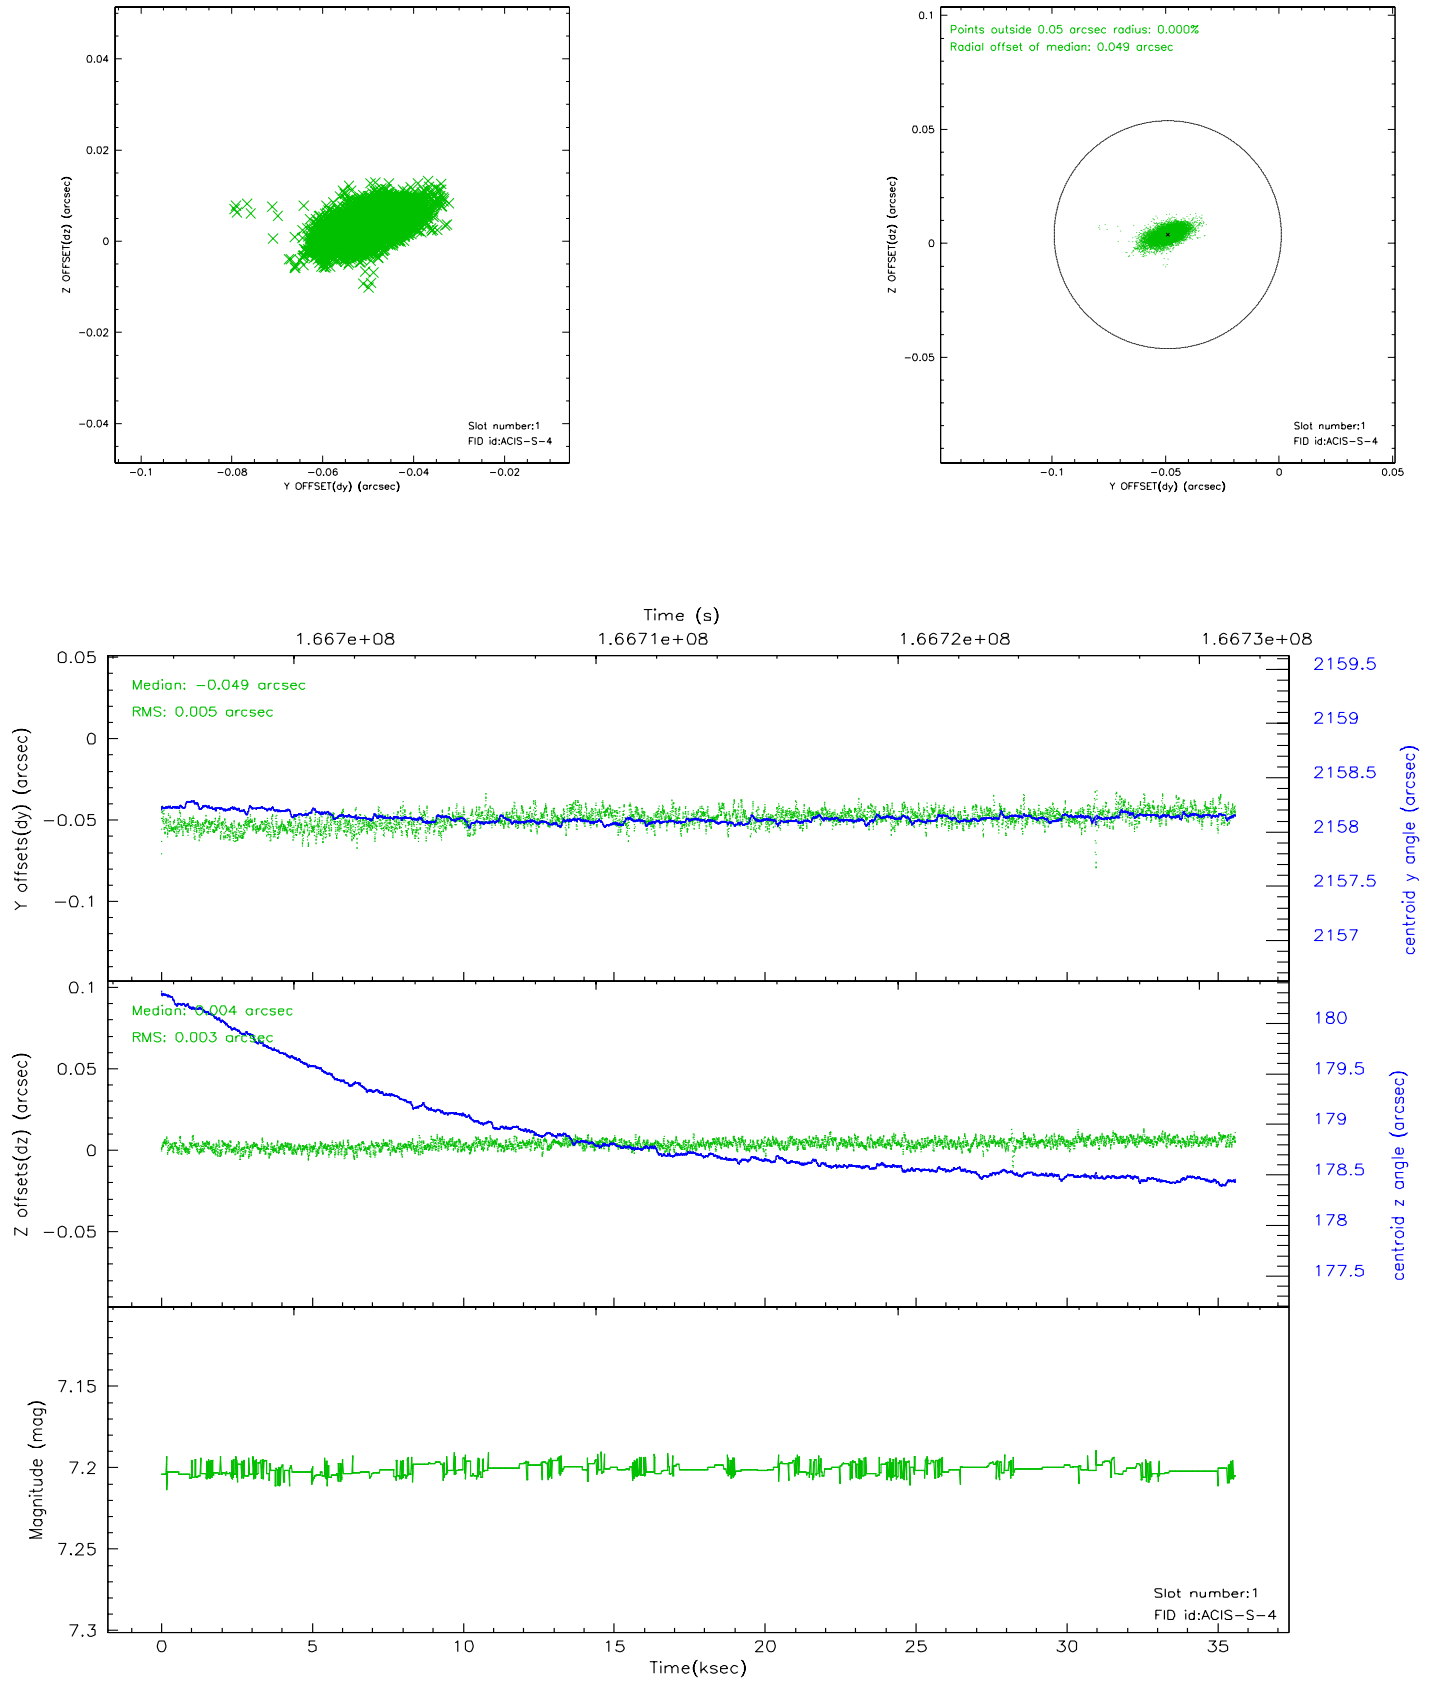 0.04
0.02
0
−0.02
−0.04
Z OFFSET(dz) (arcsec)
−0.1 −0.08 −0.06 −0.04 −0.02
Y OFFSET(dy) (arcsec)
Slot number:1
FID id:ACIS−S−4
Points outside 0.05 arcsec radius: 0.000%
Radial offset of median: 0.049 arcsec
0.1
0.05
0
−0.05
Z OFFSET(dz) (arcsec)
−0.1 −0.05 0 0.05
Y OFFSET(dy) (arcsec)
Slot number:1
FID id:ACIS−S−4
Time (s)
1.667e+08 1.6671e+08 1.6672e+08 1.6673e+08
Median: −0.049 arcsec
RMS: 0.005 arcsec
0.05
0
−0.05
−0.1
Y offsets(dy) (arcsec)
2159.5
2159
2158.5
2158
2157.5
2157
centroid y angle (arcsec)
Median: 0.004 arcsec
RMS: 0.003 arcsec
0.1
0.05
0
−0.05
Z offsets(dz) (arcsec)
180
179.5
179
178.5
178
177.5
centroid z angle (arcsec)
7.15
7.2
7.25
7.3
Magnitude (mag)
Slot number:1
FID id:ACIS−S−4
0 5 10 15 20 25 30 35
Time(ksec)